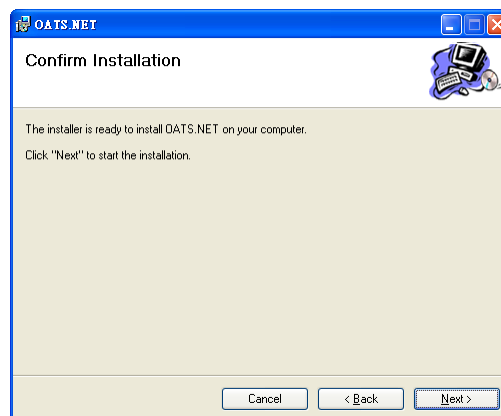 OATS.NET
Confirm Installation
The installer is ready to install OATS.NET on your computer.
Click "Next" to start the installation.
Cancel
< Back
Next >